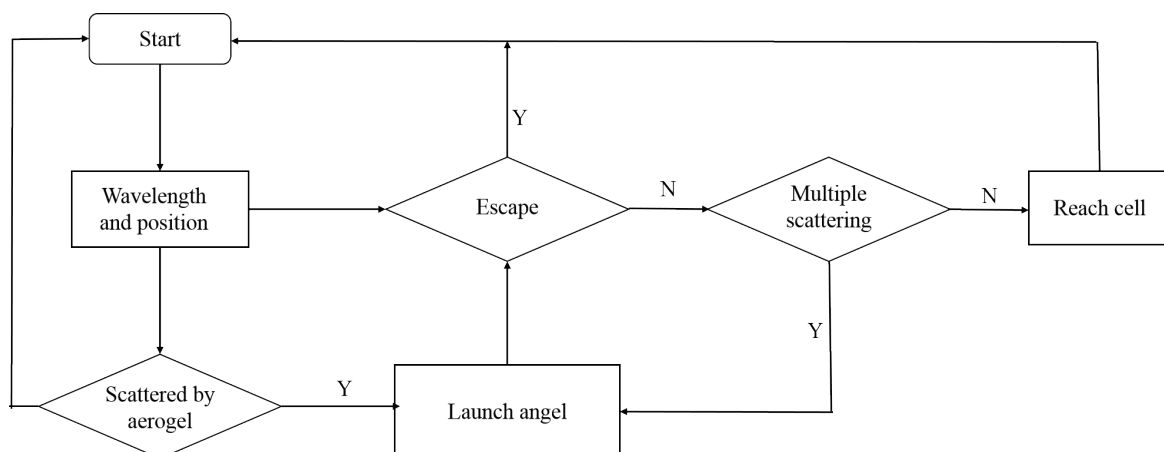 Start
Y
Wavelength
and position
Escape
N
Multiple
scattering
N
Reach cell
Y
Scattered by
aerogel
Y
Launch angel